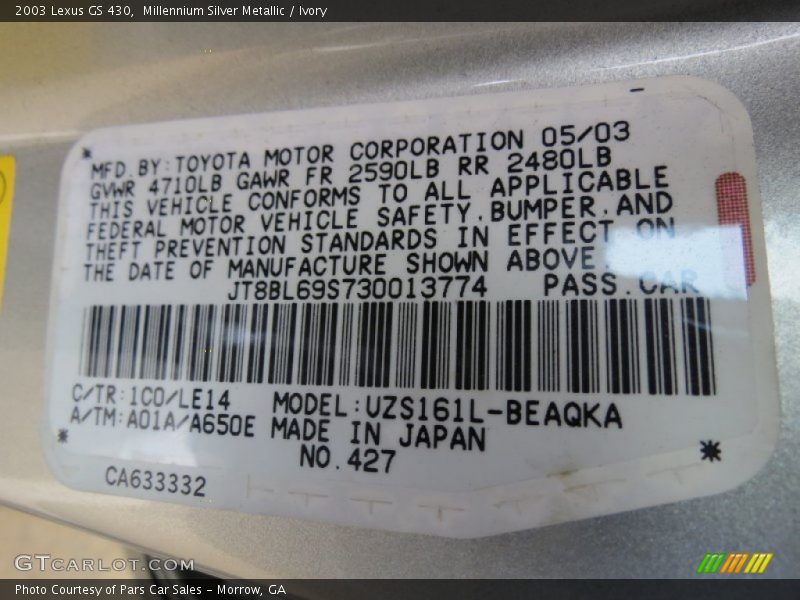 2003 Lexus GS 430,  Millennium Silver Metallic / Ivory
MFD.BY:TOYOTA MOTOR CORPORATION 05/03
GVWR 4710LB GAWR FR 2590LB RR 2480LB
THIS VEHICLE CONFORMS TO ALL APPLICABLE
FEDERAL MOTOR VEHICLE SAFETY,BUMPER,AND
THEFT PREVENTION STANDARDS IN EFFECT ON
THE DATE OF MANUFACTURE SHOWN ABOVE
JT8BL69S730013774 PASS.CAR
C/TR:1C0/LE14 MODEL:UZS161L-BEAQKA
A/TM:A01A/A650E MADE IN JAPAN
NO.427
CA633332
GTCARLOT.COM
Photo Courtesy of Pars Car Sales - Morrow, GA